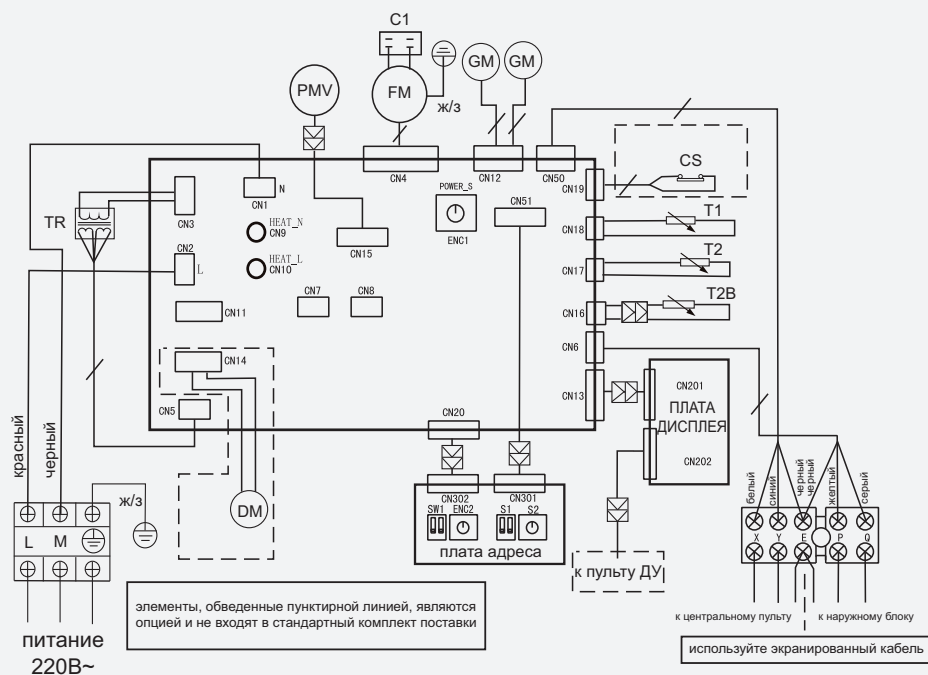 C1
PMV
FM
ж/з
GM
GM
CN4
CN12
CN50
CS
CN19
N
CN1
CN3
TR
HEAT_N
CN9
POWER_S
ENC1
CN51
CN18
T1
CN2
L
HEAT_L
CN10
CN15
CN17
T2
CN11
CN7
CN8
CN16
T2B
CN6
CN14
CN5
CN13
CN201
ПЛАТА
ДИСПЛЕЯ
CN202
CN20
красный
черный
ж/з
L
M
DM
CN302
CN301
SW1
ENC2
S1
S2
плата адреса
к пульту ДУ
белый
синий
черный
черный
желтый
серый
X
Y
E
P
Q
питание
220В~
элементы, обведенные пунктирной линией, являются
опцией и не входят в стандартный комплект поставки
к центральному пульту
к наружному блоку
используйте экранированный кабель